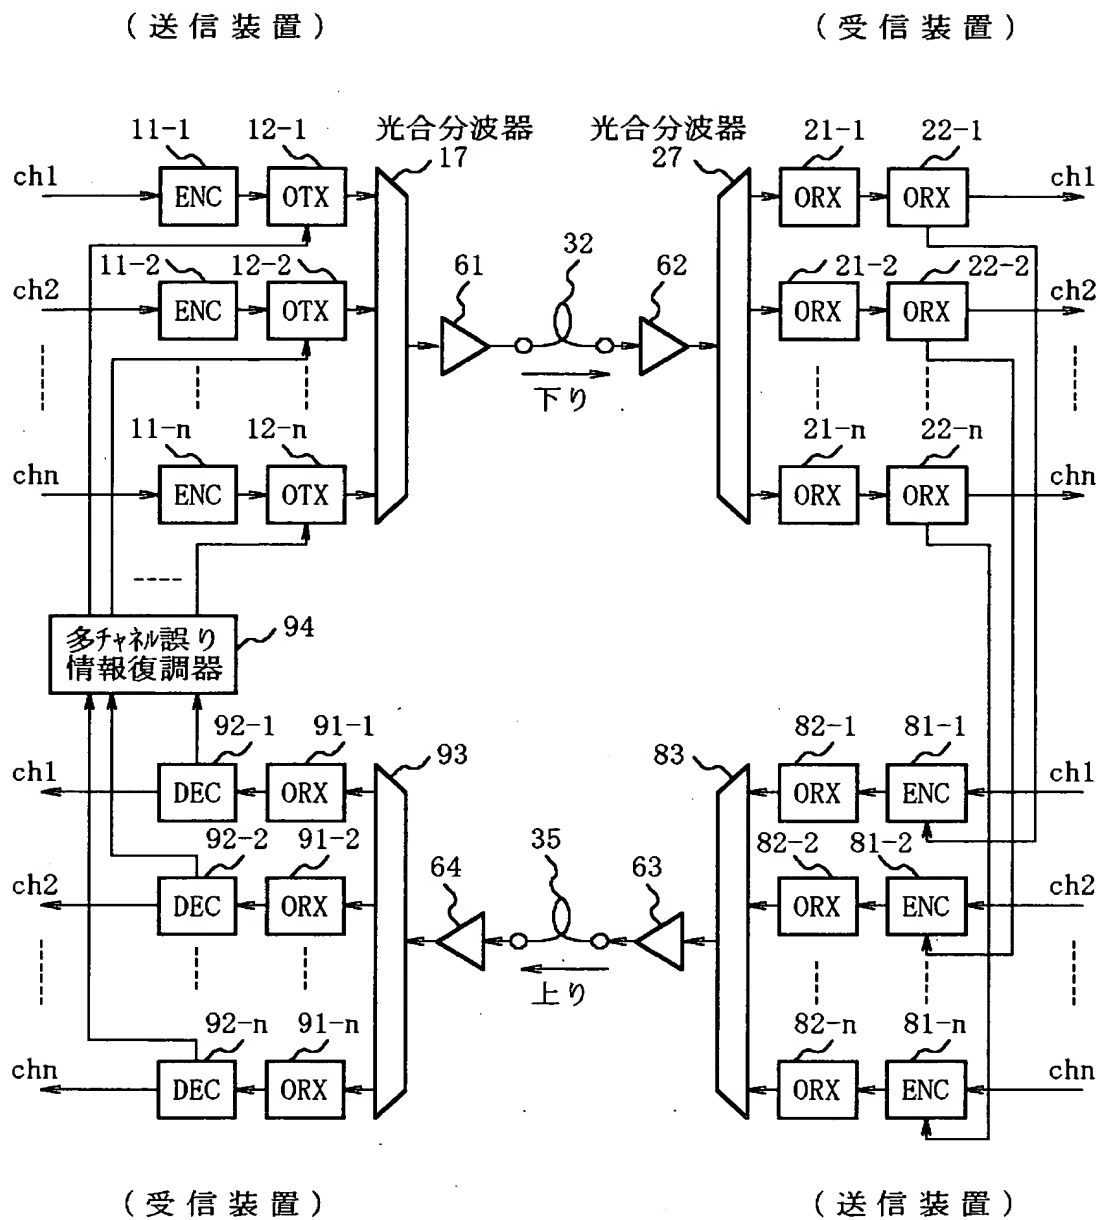 (送信装置)
(受信装置)
光合分波器
光合分波器
11-1
12-1
17
27
21-1
22-1
ch1
ENC
OTX
ORX
ORX
ch1
11-2
12-2
61
32
62
21-2
22-2
ch2
ENC
OTX
ORX
ORX
ch2
下り
11-n
12-n
21-n
22-n
chn
ENC
OTX
ORX
ORX
chn
多チャネル誤り
情報復調器
94
92-1
91-1
93
83
82-1
81-1
ch1
DEC
ORX
ORX
ENC
ch1
92-2
91-2
64
35
63
82-2
81-2
ch2
DEC
ORX
ORX
ENC
ch2
上り
92-n
91-n
82-n
81-n
chn
DEC
ORX
ORX
ENC
chn
(受信装置)
(送信装置)